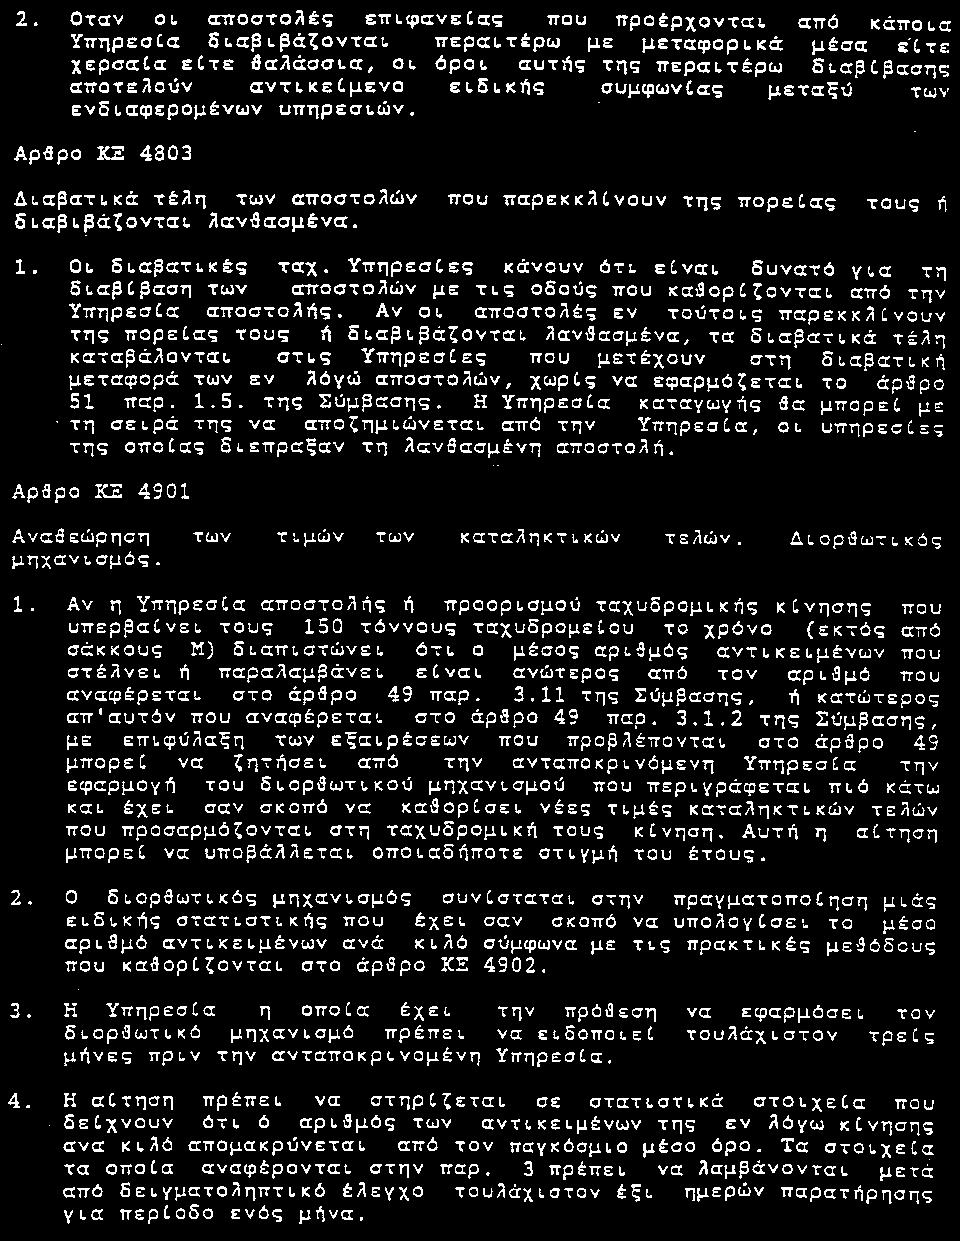 2. Οταν οι αποστολές επιφανείας που προέρχονται από κάποια
Υπηρεσία διαβιβάζονται περαιτέρω με μεταφορικά μέσα είτε
χερσαία είτε θαλάσσια, οι όροι αυτής της περαιτέρω διαβίβασης
αποτελούν αντικείμενο ειδικής συμφωνίας μεταξύ των
ενδιαφερομένων υπηρεσιών.
Αρθρο ΚΞ 4803
Διαβατικά τέλη των αποστολών που παρεκκλίνουν της πορείας τους ή
διαβιβάζονται λανθασμένα.
1. Οι διαβατικές ταχ. Υπηρεσίες κάνουν ότι είναι δυνατό για τη
διαβίβαση των αποστολών με τις οδούς που καθορίζονται από την
Υπηρεσία αποστολής. Αν οι αποστολές εν τούτοις παρεκκλίνουν
της πορείας τους ή διαβιβάζονται λανθασμένα, τα διαβατικά τέλη
καταβάλονται στις Υπηρεσίες που μετέχουν στη διαβατική
μεταφορά των εν λόγώ αποστολών, χωρίς να εφαρμόζεται το άρθρο
51 παρ. 1.5. της Σύμβασης. Η Υπηρεσία καταγωγής θα μπορεί με
τη σειρά της να αποζημιώνεται από την Υπηρεσία, οι υπηρεσίες
της οποίας διεπραξαν τη λανθασμένη αποστολή.
Αρθρο ΚΞ 4901
Αναθεώρηση των τιμών των καταληκτικών τελών. Διορθωτικός
μηχανισμός.
1. Αν η Υπηρεσία αποστολής ή προορισμού ταχυδρομικής κίνησης που
υπερβαίνει τους 150 τόννους ταχυδρομείου το χρόνο (εκτός από
σάκκους Μ) διαπιστώνει ότι ο μέσος αριθμός αντικειμένων που
στέλνει ή παραλαμβάνει είναι ανώτερος από τον αριθμό που
αναφέρεται στο άρθρο 49 παρ. 3.11 της Σύμβασης, ή κατώτερος
απ'αυτόν που αναφέρεται στο άρθρο 49 παρ. 3.1.2 της Σύμβασης,
με επιφύλαξη των εξαιρέσεων που προβλέπονται στο άρθρο 49
μπορεί να ζητήσει από την ανταποκρινόμενη Υπηρεσία την
εφαρμογή του διορθωτικού μηχανισμού που περιγράφεται πιό κάτω
και έχει σαν σκοπό να καθορίσει νέες τιμές καταληκτικών τελών
που προσαρμόζονται στη ταχυδρομική τους κίνηση. Αυτή η αίτηση
μπορεί να υποβάλλεται οποιαδήποτε στιγμή του έτους.
2. Ο διορθωτικός μηχανισμός συνίσταται στην πραγματοποίηση μιάς
ειδικής στατιστικής που έχει σαν σκοπό να υπολογίσει το μέσο
αριθμό αντικειμένων ανά κιλό σύμφωνα με τις πρακτικές μεθόδους
που καθορίζονται στο άρθρο ΚΞ 4902.
3. Η Υπηρεσία η οποία έχει την πρόθεση να εφαρμόσει τον
διορθωτικό μηχανισμό πρέπει να ειδοποιεί τουλάχιστον τρείς
μήνες πριν την ανταποκρινομένη Υπηρεσία.
4. Η αίτηση πρέπει να στηρίζεται σε στατιστικά στοιχεία που
δείχνουν ότι ό αριθμός των αντικειμένων της εν λόγω κίνησης
ανα κιλό απομακρύνεται από τον παγκόσμιο μέσο όρο. Τα στοιχεία
τα οποία αναφέρονται στην παρ. 3 πρέπει να λαμβάνονται μετά
από δειγματοληπτικό έλεγχο τουλάχιστον έξι ημερών παρατήρησης
για περίοδο ενός μήνα.